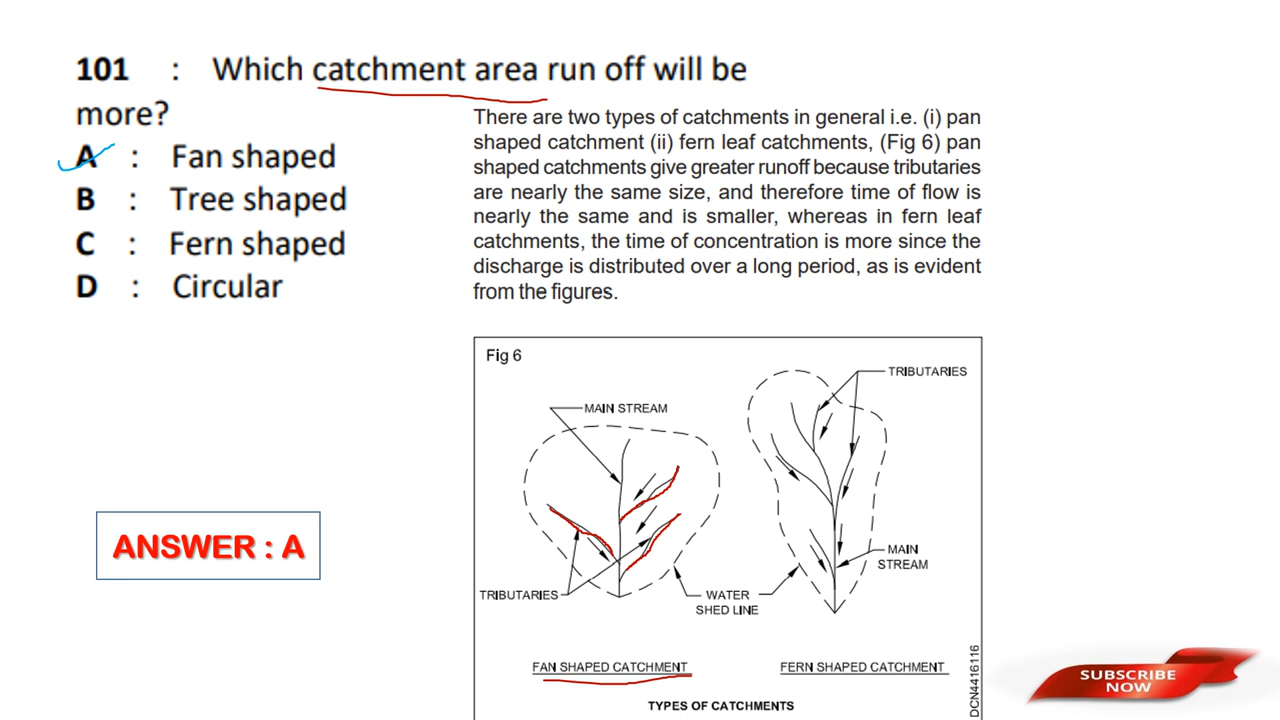 101 : Which catchment area run off will be
more?
A : Fan shaped
B : Tree shaped
C : Fern shaped
D : Circular
There are two types of catchments in general i.e. (i) pan
shaped catchment (ii) fern leaf catchments, (Fig 6) pan
shaped catchments give greater runoff because tributaries
are nearly the same size, and therefore time of flow is
nearly the same and is smaller, whereas in fern leaf
catchments, the time of concentration is more since the
discharge is distributed over a long period, as is evident
from the figures.
ANSWER : A
Fig 6
MAIN STREAM
TRIBUTARIES
TRIBUTARIES
WATER
SHED LINE
MAIN
STREAM
FAN SHAPED CATCHMENT
FERN SHAPED CATCHMENT
TYPES OF CATCHMENTS
DCN4416116
SUBSCRIBE
NOW